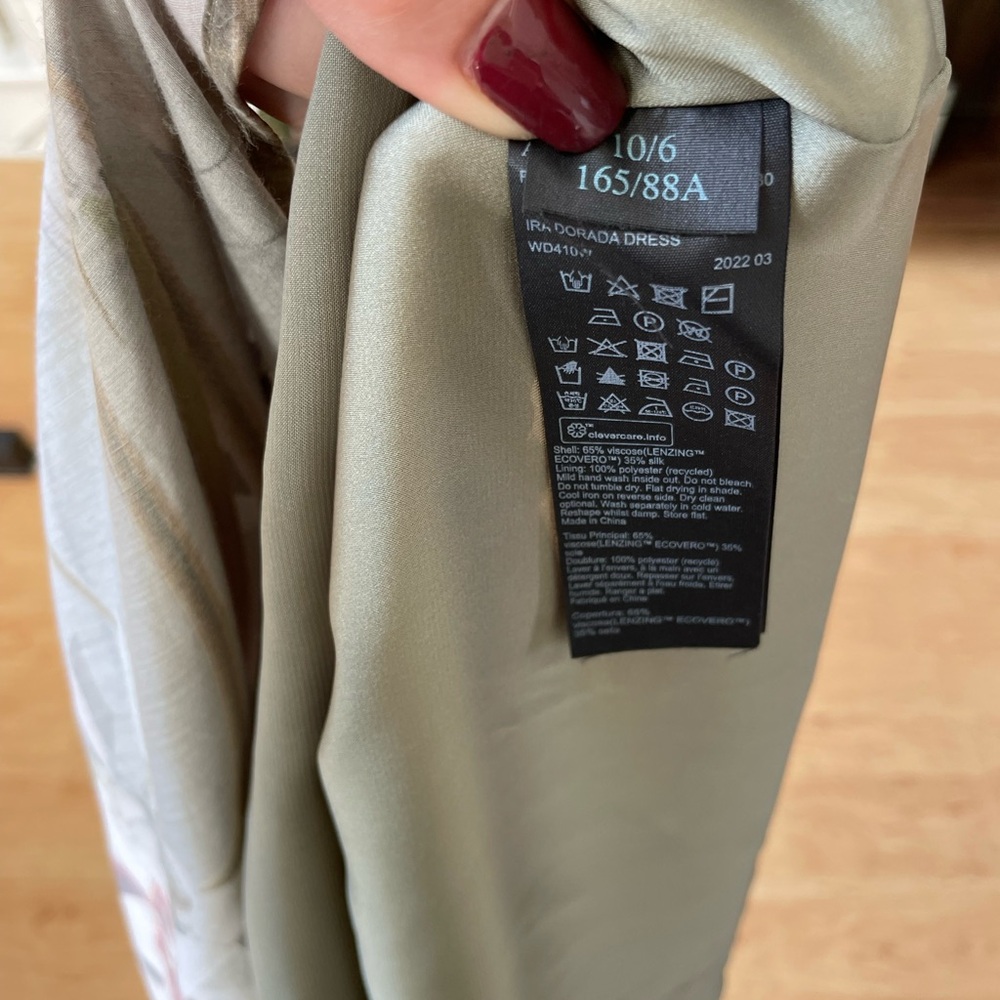 10/6
165/88A
IRA DORADA DRESS
WD410W
2022 03
P W
P
P
™ clevercare.info
Shell: 65% viscose(LENZING™
ECOVERO™) 35% silk
Lining: 100% polyester (recycled)
Mild hand wash inside out. Do not bleach.
Do not tumble dry. Flat drying in shade.
Cool iron on reverse side. Dry clean
optional. Wash separately in cold water.
Reshape whilst damp. Store flat.
Made in China
Tissu Principal: 65%
viscose(LENZING™ ECOVERO™) 35%
soie
Doublure: 100% polyester (recycle)
Laver à l'envers, à la main avec un
détergent doux. Repasser sur l'envers.
Laver séparément à l'eau froide. Etirer
humide. Ranger à plat.
Fabriqué en Chine
Copertura: 65%
viscose(LENZING™ ECOVERO™)
35% seta